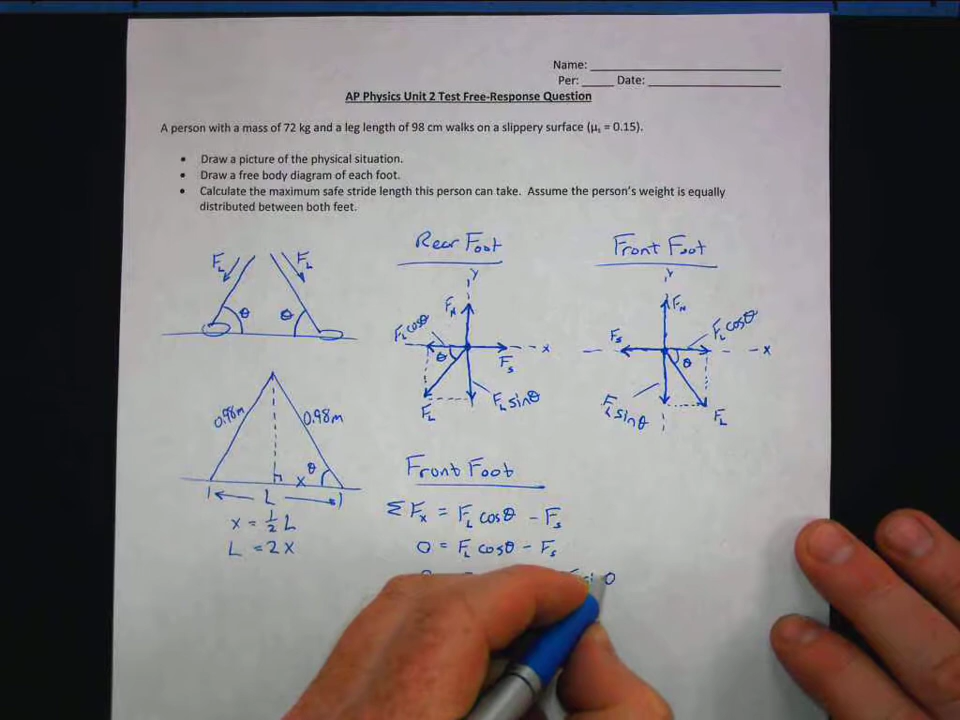 Name: ____________________
Per: _____ Date: ____________________
AP Physics Unit 2 Test Free-Response Question
A person with a mass of 72 kg and a leg length of 98 cm walks on a slippery surface (μs = 0.15).
• Draw a picture of the physical situation.
• Draw a free body diagram of each foot.
• Calculate the maximum safe stride length this person can take. Assume the person's weight is equally
distributed between both feet.
Rear Foot
Front Foot
FL FL
θ θ
y
FN
FL cosθ
x
θ
Fs
FL sinθ
FL
y
FN
FL cosθ
Fs
x
θ
FL sinθ
FL
0.98m 0.98m
θ
x
L
x = ½ L
L = 2x
Front Foot
Σ Fx = FL cosθ - Fs
0 = FL cosθ - Fs